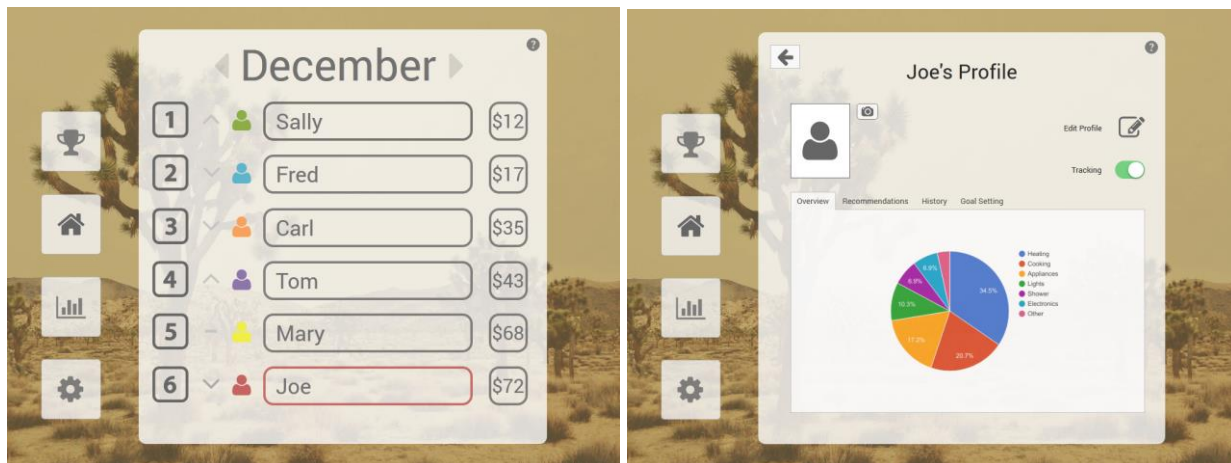 ?
December
1 Sally $12
2 Fred $17
3 Carl $35
4 Tom $43
5 Mary $68
6 Joe $72
?
Joe's Profile
Edit Profile
Tracking
Overview Recommendations History Goal Setting
Heating
Cooking
Appliances
Lights
Shower
Electronics
Other
34.5%
20.7%
17.2%
10.3%
6.9%
6.9%